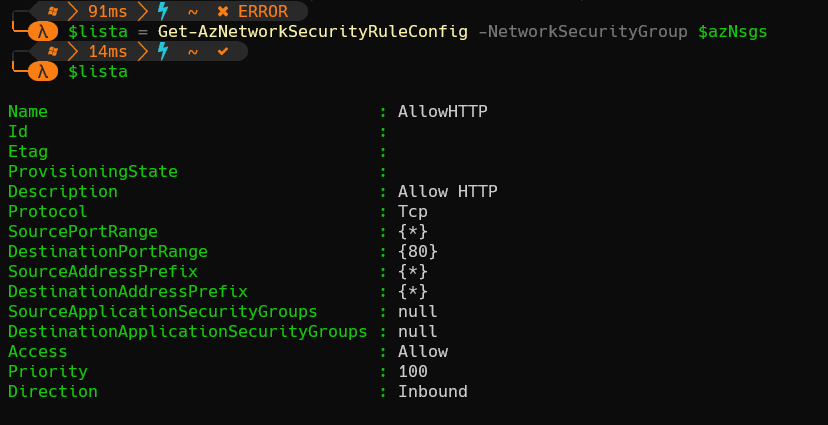 91ms ~ ✖ ERROR
λ $lista = Get-AzNetworkSecurityRuleConfig -NetworkSecurityGroup $azNsgs
14ms ~ ✔
λ $lista
Name : AllowHTTP
Id :
Etag :
ProvisioningState :
Description : Allow HTTP
Protocol : Tcp
SourcePortRange : {*}
DestinationPortRange : {80}
SourceAddressPrefix : {*}
DestinationAddressPrefix : {*}
SourceApplicationSecurityGroups : null
DestinationApplicationSecurityGroups : null
Access : Allow
Priority : 100
Direction : Inbound